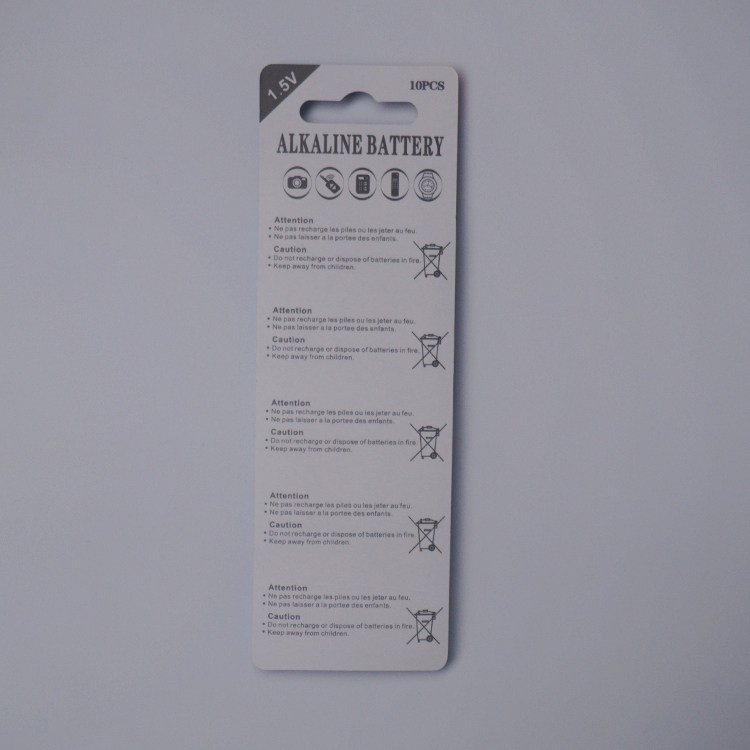 1.5V
10PCS
ALKALINE BATTERY
Attention
• Ne pas recharge les piles ou les jeter au feu.
• Ne pas laisser a la portee des enfants.
Caution
• Do not recharge or dispose of batteries in fire.
• Keep away from children.
Attention
• Ne pas recharge les piles ou les jeter au feu.
• Ne pas laisser a la portee des enfants.
Caution
• Do not recharge or dispose of batteries in fire.
• Keep away from children.
Attention
• Ne pas recharge les piles ou les jeter au feu.
• Ne pas laisser a la portee des enfants.
Caution
• Do not recharge or dispose of batteries in fire.
• Keep away from children.
Attention
• Ne pas recharge les piles ou les jeter au feu.
• Ne pas laisser a la portee des enfants.
Caution
• Do not recharge or dispose of batteries in fire.
• Keep away from children.
Attention
• Ne pas recharge les piles ou les jeter au feu.
• Ne pas laisser a la portee des enfants.
Caution
• Do not recharge or dispose of batteries in fire.
• Keep away from children.